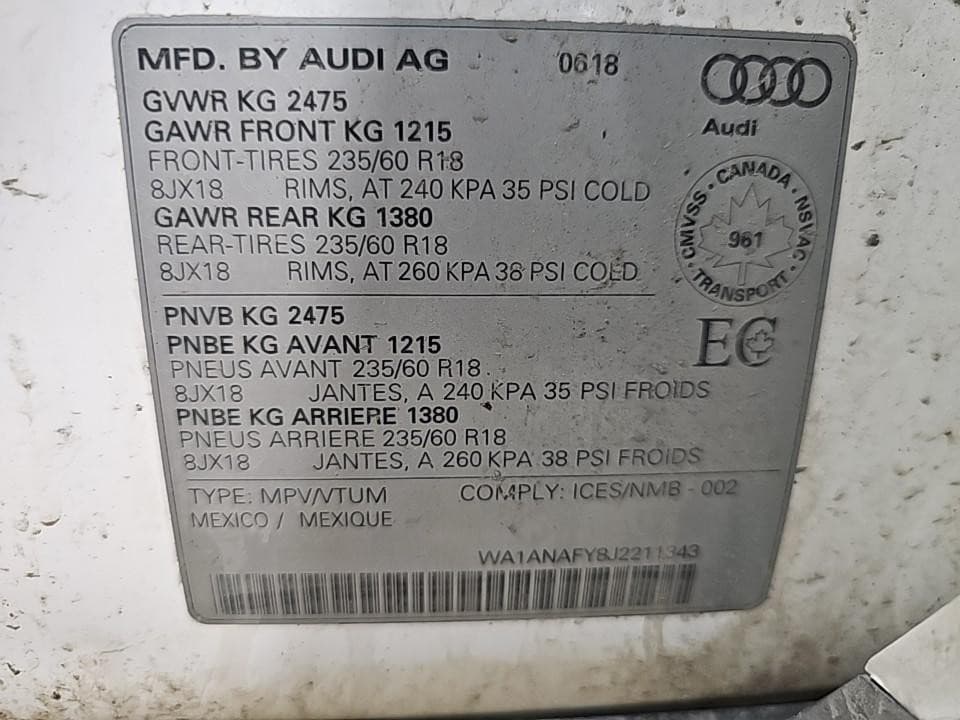 MFD. BY AUDI AG 0618
Audi
GVWR KG 2475
GAWR FRONT KG 1215
FRONT-TIRES 235/60 R18
8JX18 RIMS, AT 240 KPA 35 PSI COLD
GAWR REAR KG 1380
REAR-TIRES 235/60 R18
8JX18 RIMS, AT 260 KPA 38 PSI COLD
CMVSS · CANADA · NSVAC · TRANSPORT ·
961
PNVB KG 2475
PNBE KG AVANT 1215
PNEUS AVANT 235/60 R18
8JX18 JANTES, A 240 KPA 35 PSI FROIDS
PNBE KG ARRIERE 1380
PNEUS ARRIERE 235/60 R18
8JX18 JANTES, A 260 KPA 38 PSI FROIDS
EC
TYPE: MPV/VTUM COMPLY: ICES/NMB - 002
MEXICO / MEXIQUE
WA1ANAFY8J2211343